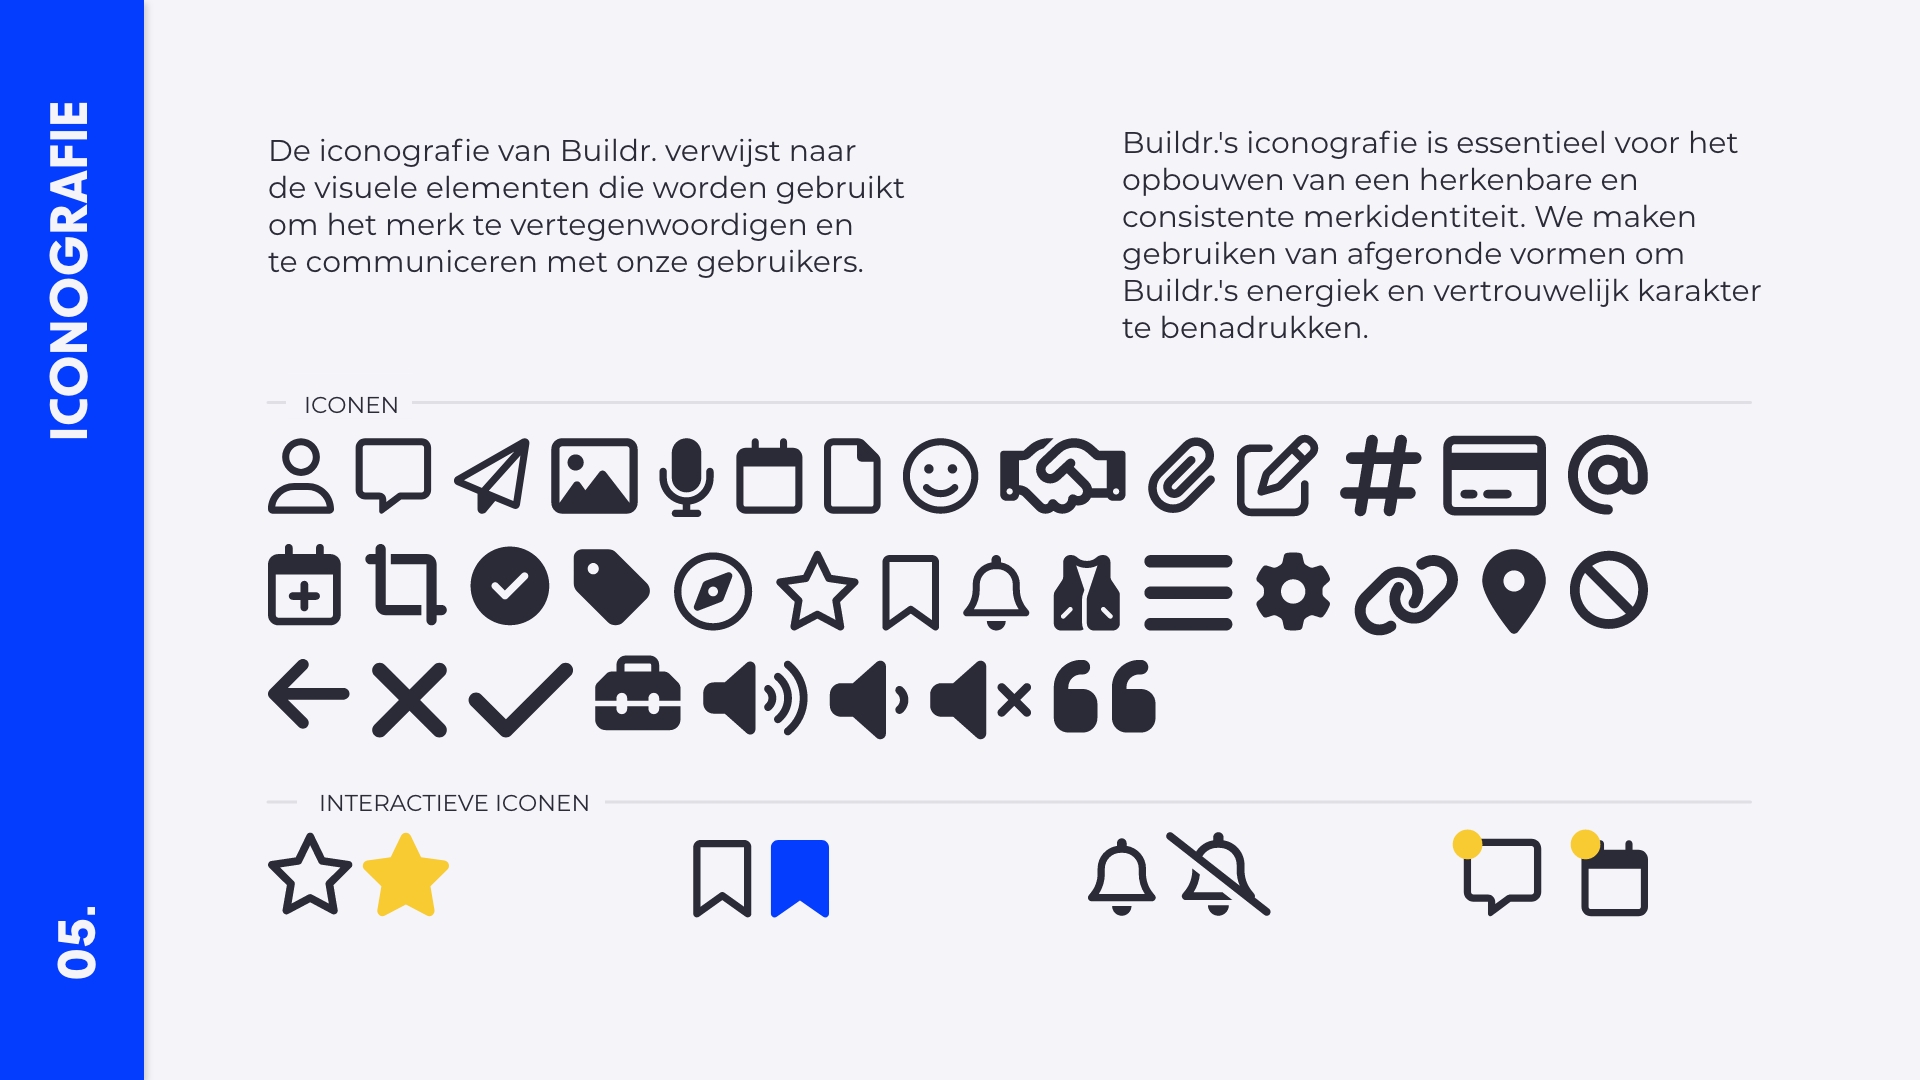 ICONOGRAFIE
05.
De iconografie van Buildr. verwijst naar
de visuele elementen die worden gebruikt
om het merk te vertegenwoordigen en
te communiceren met onze gebruikers.
Buildr.'s iconografie is essentieel voor het
opbouwen van een herkenbare en
consistente merkidentiteit. We maken
gebruiken van afgeronde vormen om
Buildr.'s energiek en vertrouwelijk karakter
te benadrukken.
ICONEN
INTERACTIEVE ICONEN